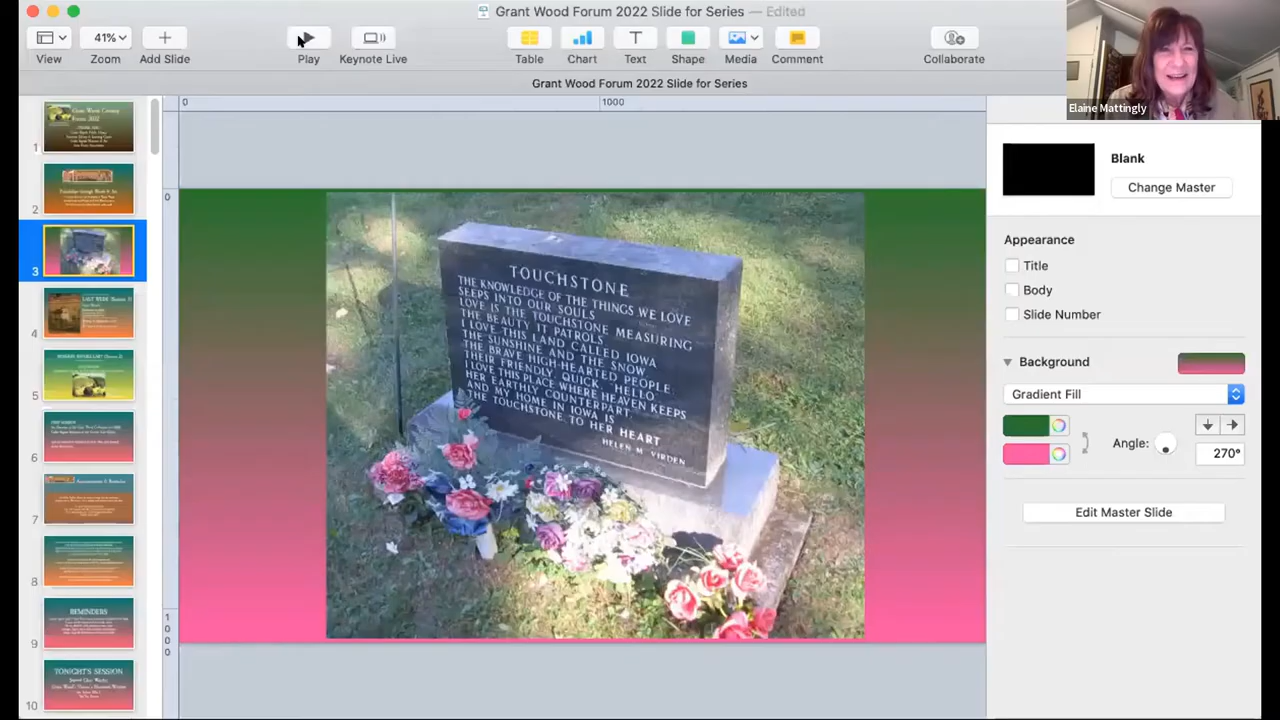 Grant Wood Forum 2022 Slide for Series — Edited
41%
View
Zoom
Add Slide
Play
Keynote Live
Table
Chart
Text
Shape
Media
Comment
Collaborate
Elaine Mattingly
Grant Wood Forum 2022 Slide for Series
0
1000
0
1
0
0
0
1
2
3
4
5
6
7
8
9
10
REMINDERS
TONIGHT'S SESSION
TOUCHSTONE
THE KNOWLEDGE OF THE THINGS WE LOVE
SEEPS INTO OUR SOULS
LOVE IS THE TOUCHSTONE MEASURING
THE BEAUTY IT PATROLS
I LOVE THIS LAND CALLED IOWA
THE SUNSHINE AND THE SNOW
THE BRAVE HIGH-HEARTED PEOPLE;
THEIR FRIENDLY, QUICK, "HELLO"
I LOVE THIS PLACE WHERE HEAVEN KEEPS
HER EARTHLY COUNTERPART,
AND MY HOME IN IOWA IS
THE TOUCHSTONE TO HER HEART
HELEN M. VIRDEN
Blank
Change Master
Appearance
Title
Body
Slide Number
Background
Gradient Fill
Angle:
270°
Edit Master Slide